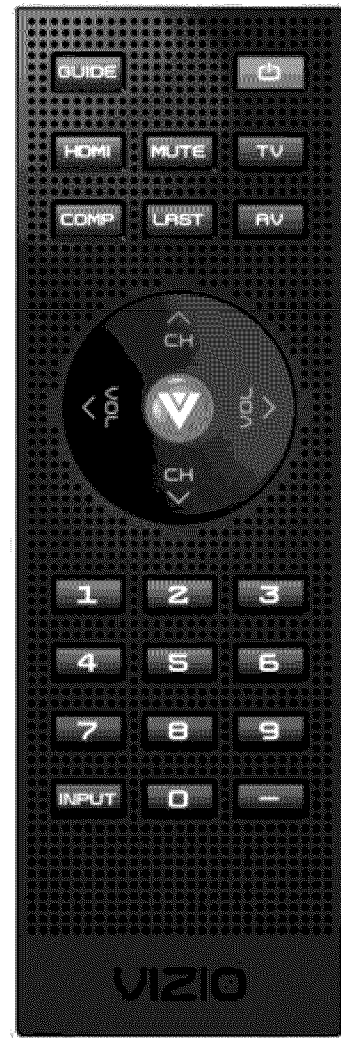 GUIDE
HDMI MUTE TV
COMP LAST AV
CH
VOL VOL
CH
1 2 3
4 5 6
7 8 9
INPUT 0 –
VIZIO